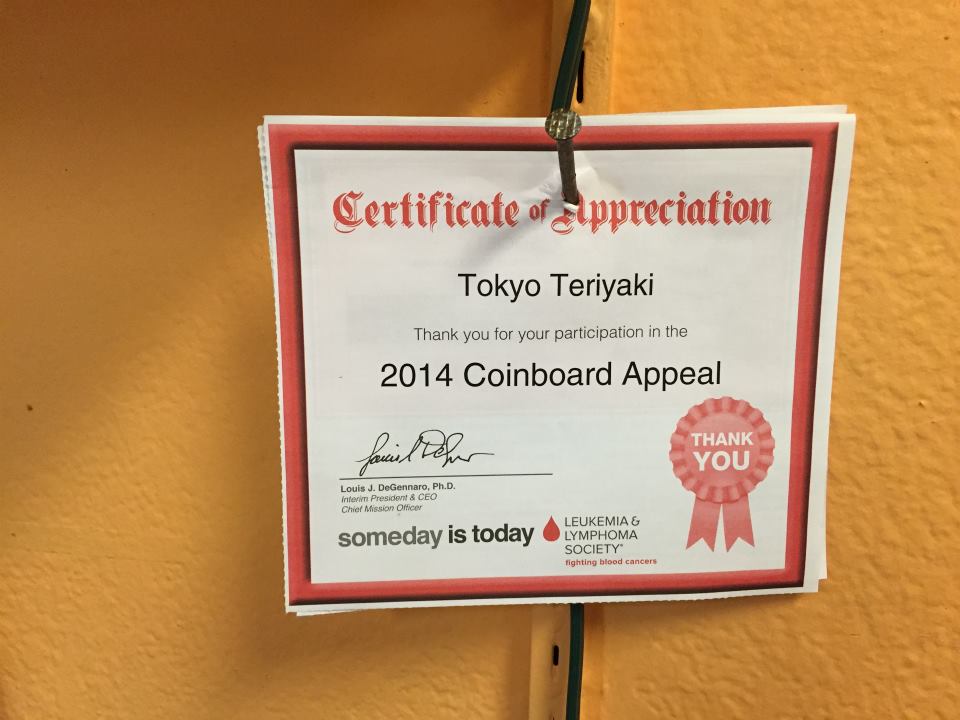 Certificate of Appreciation
Tokyo Teriyaki
Thank you for your participation in the
2014 Coinboard Appeal
THANK
YOU
Louis J. DeGennaro, Ph.D.
Interim President & CEO
Chief Mission Officer
someday is today
LEUKEMIA &
LYMPHOMA
SOCIETY®
fighting blood cancers